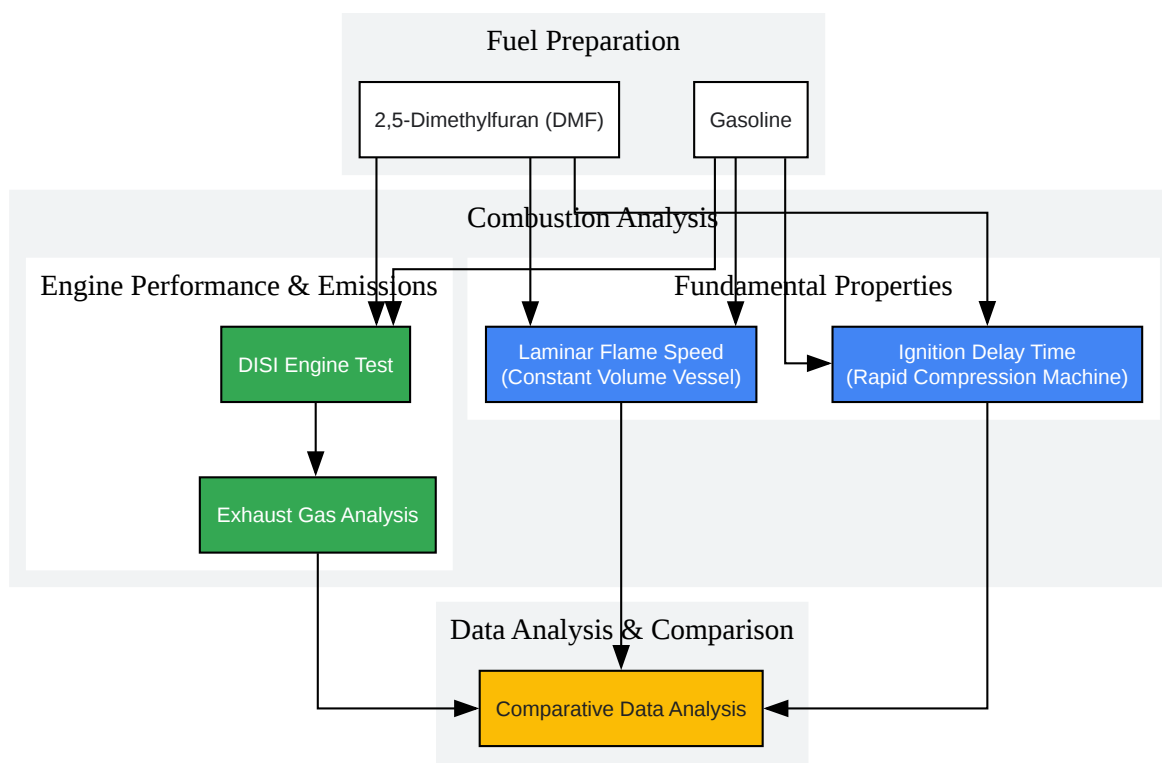 Fuel Preparation
2,5-Dimethylfuran (DMF)
Gasoline
Combustion Analysis
Engine Performance & Emissions
Fundamental Properties
DISI Engine Test
Laminar Flame Speed
(Constant Volume Vessel)
Ignition Delay Time
(Rapid Compression Machine)
Exhaust Gas Analysis
Data Analysis & Comparison
Comparative Data Analysis